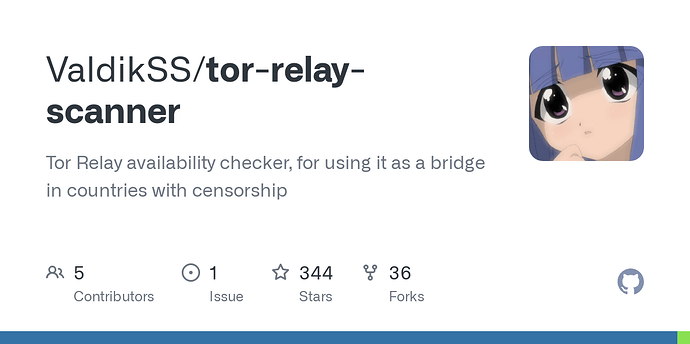 ValdikSS/tor-relay-
scanner
Tor Relay availability checker, for using it as a bridge
in countries with censorship
5
Contributors
1
Issue
344
Stars
36
Forks